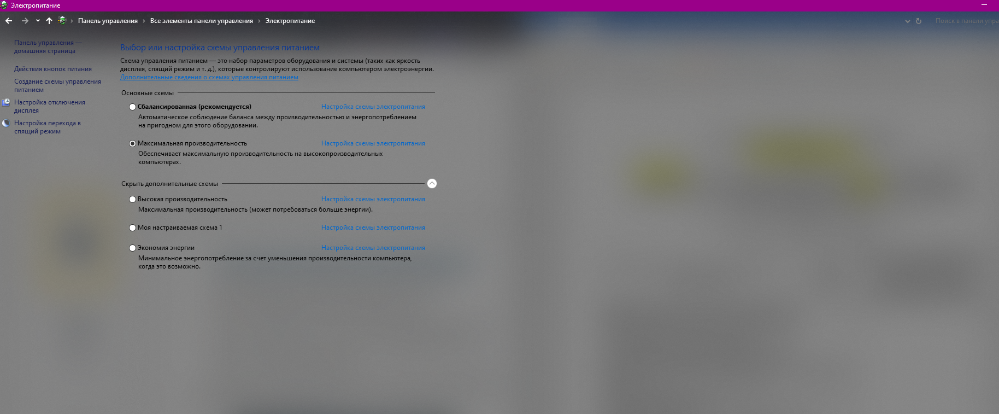 Электропитание
Панель управления
Все элементы панели управления
Электропитание
Поиск в панели упра
Панель управления —
домашняя страница
Действия кнопок питания
Создание схемы управления
питанием
Настройка отключения
дисплея
Настройка перехода в
спящий режим
Выбор или настройка схемы управления питанием
Схема управления питанием — это набор параметров оборудования и системы (таких как яркость
дисплея, спящий режим и т. д.), которые контролируют использование компьютером электроэнергии.
Дополнительные сведения о схемах управления питанием
Основные схемы
Сбалансированная (рекомендуется) Настройка схемы электропитания
Автоматическое соблюдение баланса между производительностью и энергопотреблением
на пригодном для этого оборудовании.
Максимальная производительность Настройка схемы электропитания
Обеспечивает максимальную производительность на высокопроизводительных
компьютерах.
Скрыть дополнительные схемы
Высокая производительность Настройка схемы электропитания
Максимальная производительность (может потребоваться больше энергии).
Моя настраиваемая схема 1 Настройка схемы электропитания
Экономия энергии Настройка схемы электропитания
Минимальное энергопотребление за счет уменьшения производительности компьютера,
когда это возможно.